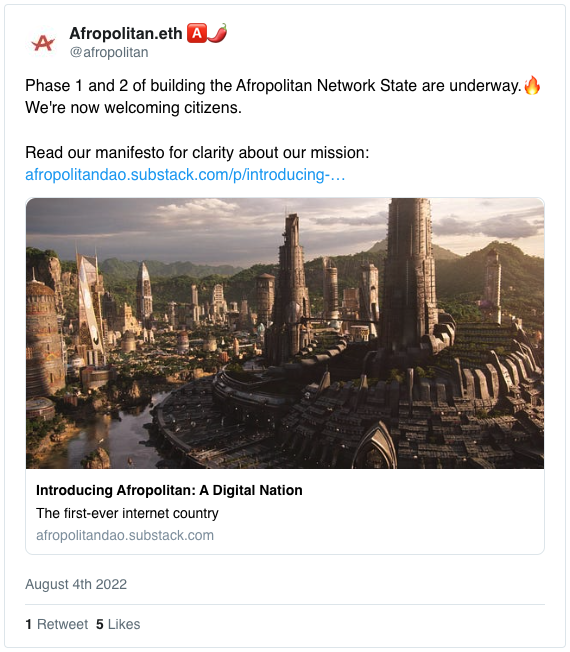 Afropolitan.eth 🅰️🌶️
@afropolitan
Phase 1 and 2 of building the Afropolitan Network State are underway.🔥
We're now welcoming citizens.
Read our manifesto for clarity about our mission:
afropolitandao.substack.com/p/introducing-…
Introducing Afropolitan: A Digital Nation
The first-ever internet country
afropolitandao.substack.com
August 4th 2022
1 Retweet 5 Likes